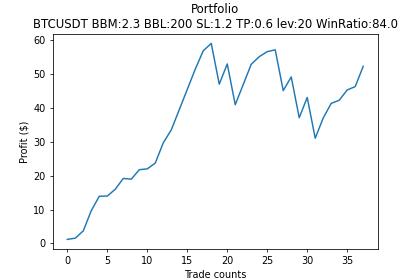 Portfolio
BTCUSDT BBM:2.3 BBL:200 SL:1.2 TP:0.6 lev:20 WinRatio:84.0
60
50
40
30
20
10
0
Profit ($)
0 5 10 15 20 25 30 35
Trade counts